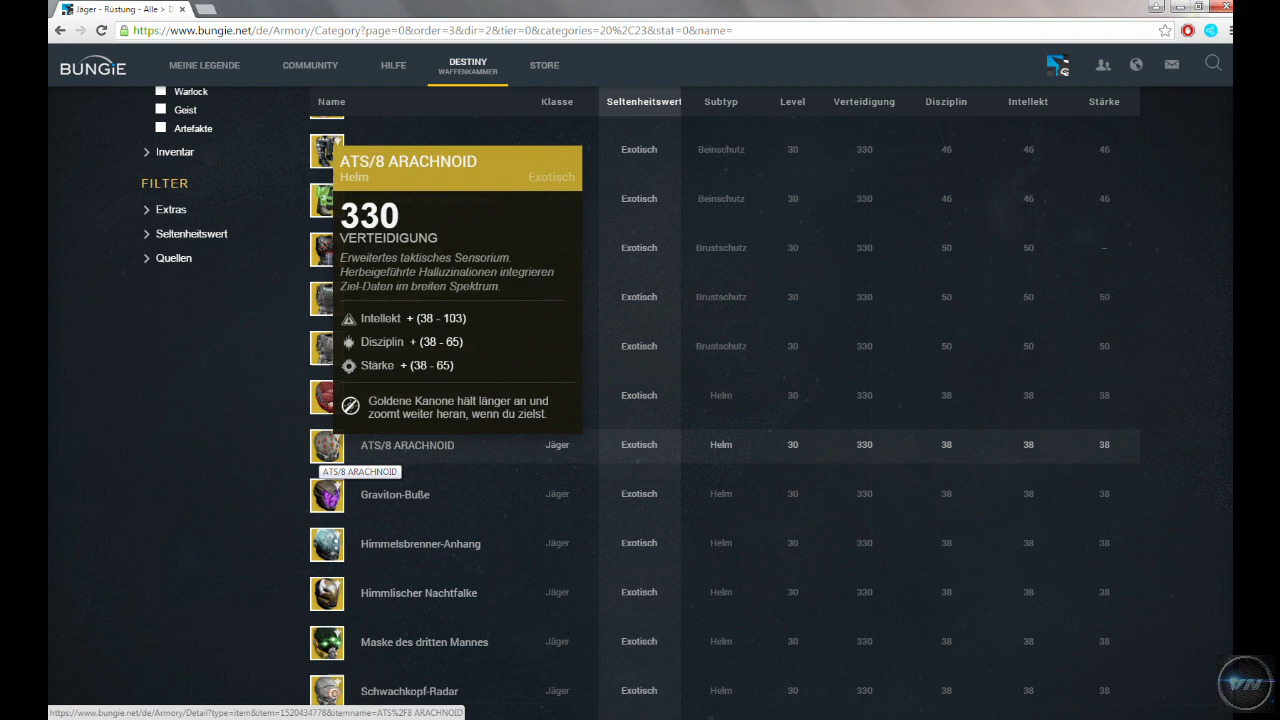 Jäger - Rüstung - Alle > D
https://www.bungie.net/de/Armory/Category?page=0&order=3&dir=2&tier=0&categories=20%2C23&stat=0&name=
BUNGiE
MEINE LEGENDE
COMMUNITY
HILFE
DESTINY
WAFFENKAMMER
STORE
Warlock
Geist
Artefakte
Inventar
FILTER
Extras
Seltenheitswert
Quellen
Name Klasse Seltenheitswert Subtyp Level Verteidigung Disziplin Intellekt Stärke
Exotisch Beinschutz 30 330 46 46 46
Exotisch Beinschutz 30 330 46 46 46
Exotisch Brustschutz 30 330 50 50 –
Exotisch Brustschutz 30 330 50 50 50
Exotisch Brustschutz 30 330 50 50 50
Exotisch Helm 30 330 38 38 38
ATS/8 ARACHNOID
Helm Exotisch
330
VERTEIDIGUNG
Erweitertes taktisches Sensorium.
Herbeigeführte Halluzinationen integrieren
Ziel-Daten im breiten Spektrum.
Intellekt + (38 - 103)
Disziplin + (38 - 65)
Stärke + (38 - 65)
Goldene Kanone hält länger an und
zoomt weiter heran, wenn du zielst.
ATS/8 ARACHNOID Jäger Exotisch Helm 30 330 38 38 38
ATS/8 ARACHNOID
Graviton-Buße Jäger Exotisch Helm 30 330 38 38 38
Himmelsbrenner-Anhang Jäger Exotisch Helm 30 330 38 38 38
Himmlischer Nachtfalke Jäger Exotisch Helm 30 330 38 38 38
Maske des dritten Mannes Jäger Exotisch Helm 30 330 38 38 38
Schwachkopf-Radar Jäger Exotisch Helm 30 330 38 38 38
https://www.bungie.net/de/Armory/Detail?type=item&item=1520434778&itemname=ATS%2F8 ARACHNOID
VN